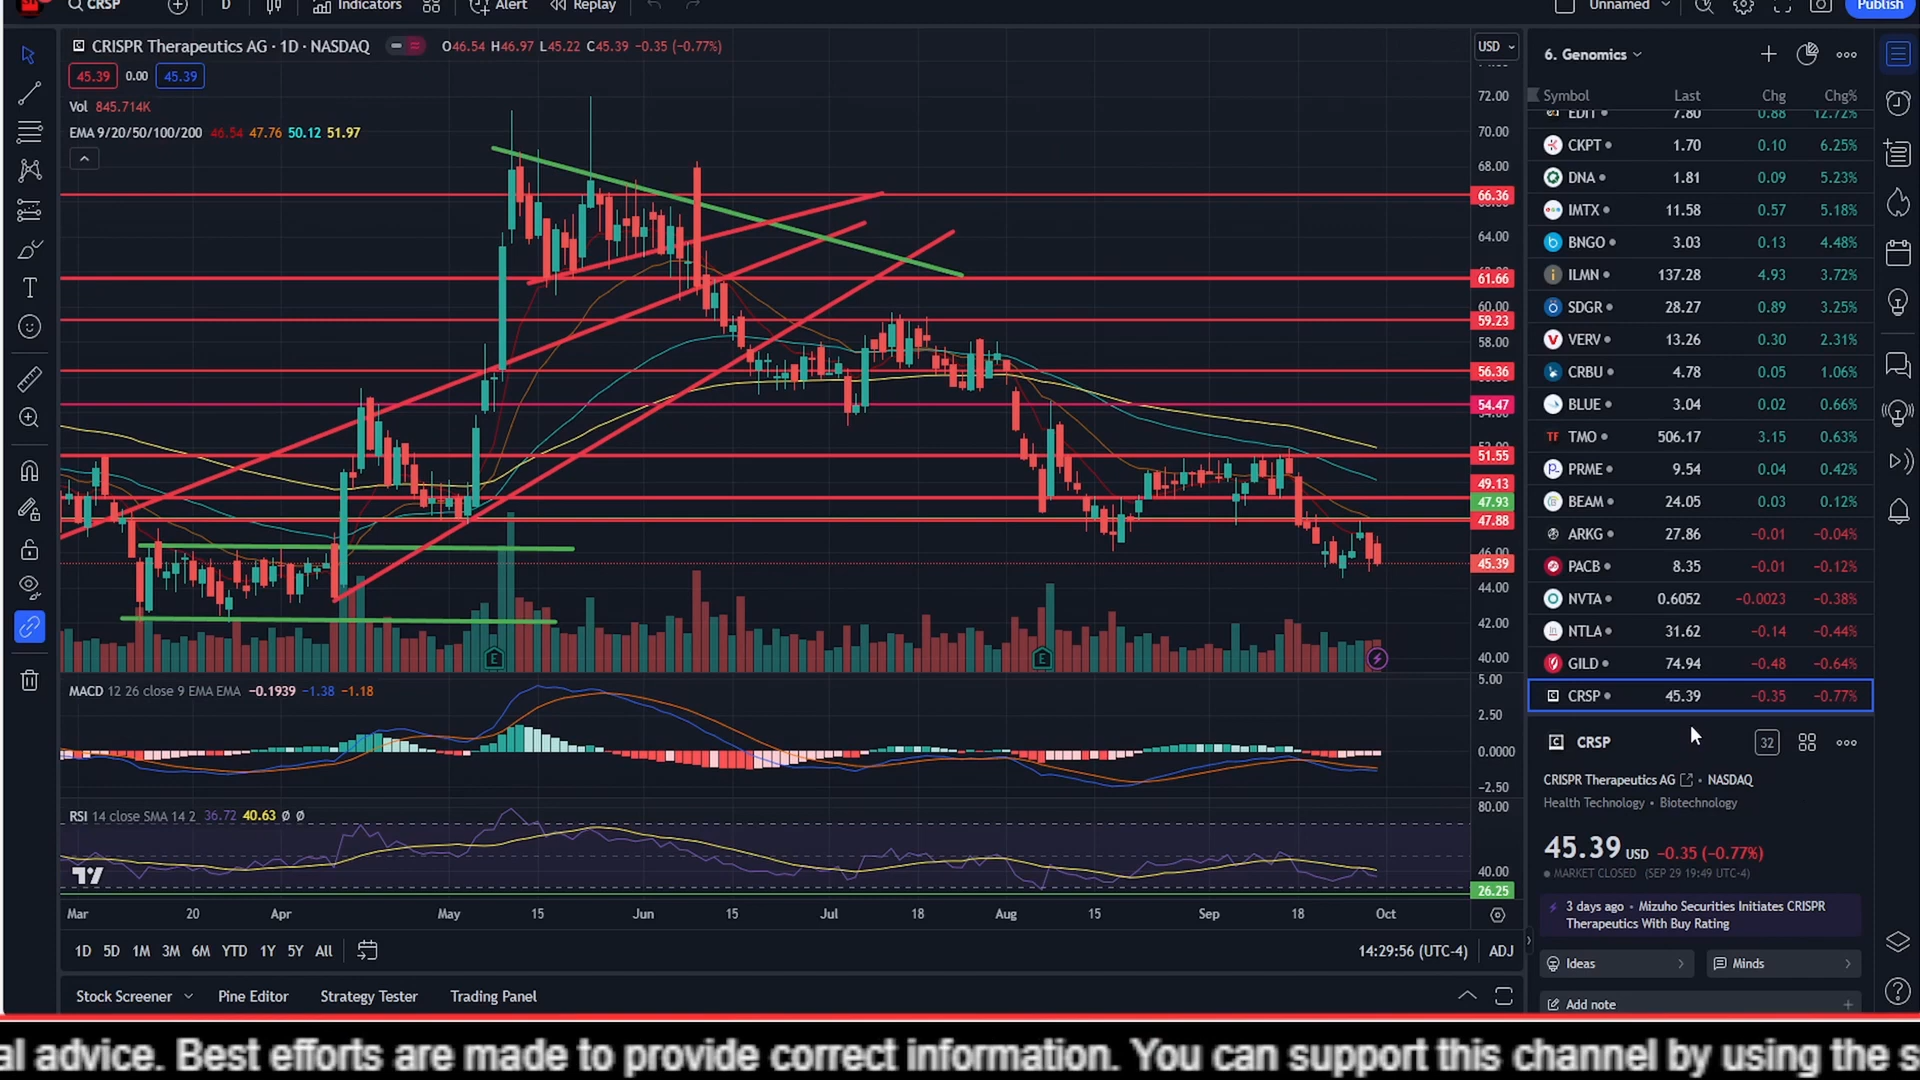 CRSP D Indicators Alert Replay Unnamed Publish
CRISPR Therapeutics AG · 1D · NASDAQ O46.54 H46.97 L45.22 C45.39 −0.35 (−0.77%)
USD
45.39 0.00 45.39
Vol 845.714K
EMA 9/20/50/100/200 46.54 47.76 50.12 51.97
72.00
70.00
68.00
66.36
64.00
61.66
60.00
59.23
58.00
56.36
54.47
51.55
49.13
47.93
47.88
46.00
45.39
44.00
42.00
40.00
E
E
MACD 12 26 close 9 EMA EMA −0.1939 −1.38 −1.18
5.00
2.50
0.0000
−2.50
RSI 14 close SMA 14 2 36.72 40.63 Ø Ø
80.00
40.00
26.25
Mar 20 Apr May 15 Jun 15 Jul 18 Aug 15 Sep 18 Oct
1D 5D 1M 3M 6M YTD 1Y 5Y All
14:29:56 (UTC-4) ADJ
Stock Screener Pine Editor Strategy Tester Trading Panel
6. Genomics
Symbol Last Chg Chg%
EDIT 7.80 0.88 12.72%
CKPT 1.70 0.10 6.25%
DNA 1.81 0.09 5.23%
IMTX 11.58 0.57 5.18%
BNGO 3.03 0.13 4.48%
ILMN 137.28 4.93 3.72%
SDGR 28.27 0.89 3.25%
VERV 13.26 0.30 2.31%
CRBU 4.78 0.05 1.06%
BLUE 3.04 0.02 0.66%
TF TMO 506.17 3.15 0.63%
PRME 9.54 0.04 0.42%
BEAM 24.05 0.03 0.12%
ARKG 27.86 −0.01 −0.04%
PACB 8.35 −0.01 −0.12%
NVTA 0.6052 −0.0023 −0.38%
NTLA 31.62 −0.14 −0.44%
GILD 74.94 −0.48 −0.64%
CRSP 45.39 −0.35 −0.77%
CRSP 32
CRISPR Therapeutics AG • NASDAQ
Health Technology • Biotechnology
45.39 USD −0.35 (−0.77%)
MARKET CLOSED (SEP 29 19:49 UTC-4)
3 days ago • Mizuho Securities Initiates CRISPR
Therapeutics With Buy Rating
Ideas Minds
Add note
al advice. Best efforts are made to provide correct information. You can support this channel by using the s